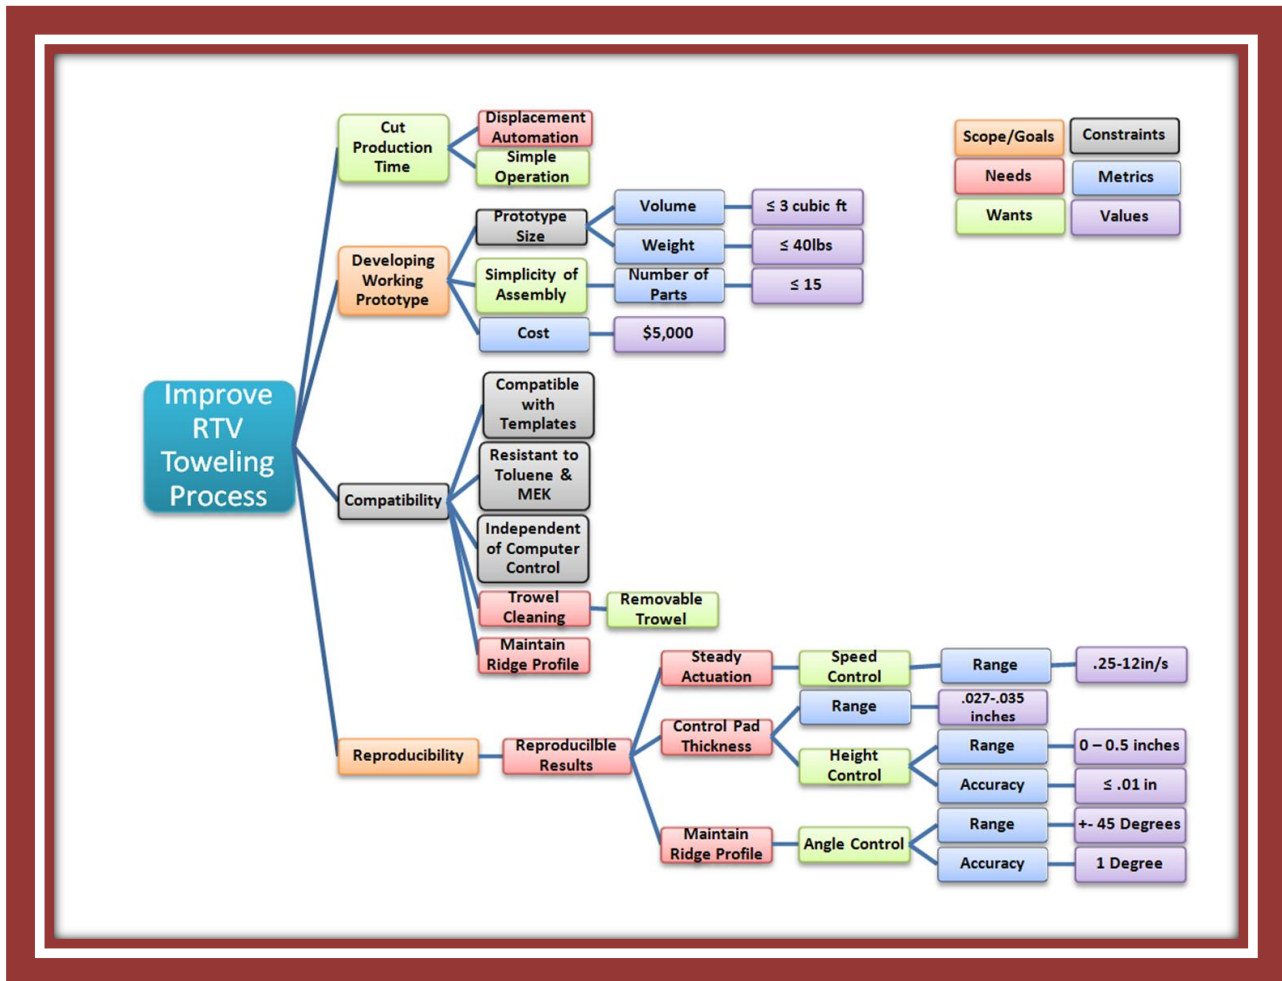 Improve
RTV
Toweling
Process
Cut
Production
Time
Displacement
Automation
Simple
Operation
Developing
Working
Prototype
Prototype
Size
Volume
≤ 3 cubic ft
Weight
≤ 40lbs
Simplicity of
Assembly
Number of
Parts
≤ 15
Cost
$5,000
Compatibility
Compatible
with
Templates
Resistant to
Toluene &
MEK
Independent
of Computer
Control
Trowel
Cleaning
Removable
Trowel
Maintain
Ridge Profile
Reproducibility
Reproducilble
Results
Steady
Actuation
Speed
Control
Range
.25-12in/s
Control Pad
Thickness
Range
.027-.035
inches
Height
Control
Range
0 – 0.5 inches
Accuracy
≤ .01 in
Maintain
Ridge Profile
Angle Control
Range
+- 45 Degrees
Accuracy
1 Degree
Scope/Goals
Constraints
Needs
Metrics
Wants
Values